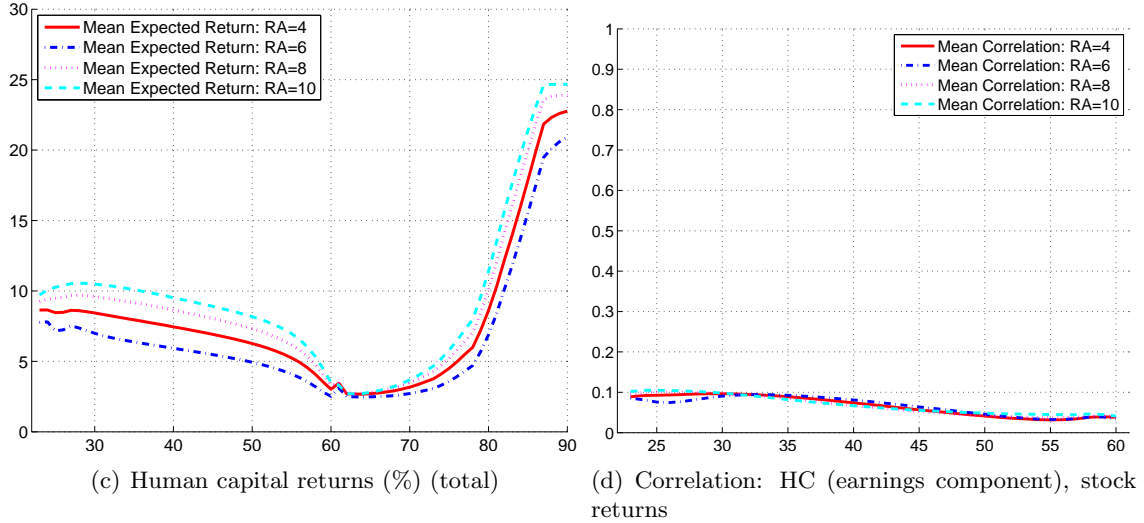 30
25
20
15
10
5
0
Mean Expected Return: RA=4
Mean Expected Return: RA=6
Mean Expected Return: RA=8
Mean Expected Return: RA=10
30 40 50 60 70 80 90
(c) Human capital returns (%) (total)
1
0.9
0.8
0.7
0.6
0.5
0.4
0.3
0.2
0.1
0
Mean Correlation: RA=4
Mean Correlation: RA=6
Mean Correlation: RA=8
Mean Correlation: RA=10
25 30 35 40 45 50 55 60
(d) Correlation: HC (earnings component), stock
returns